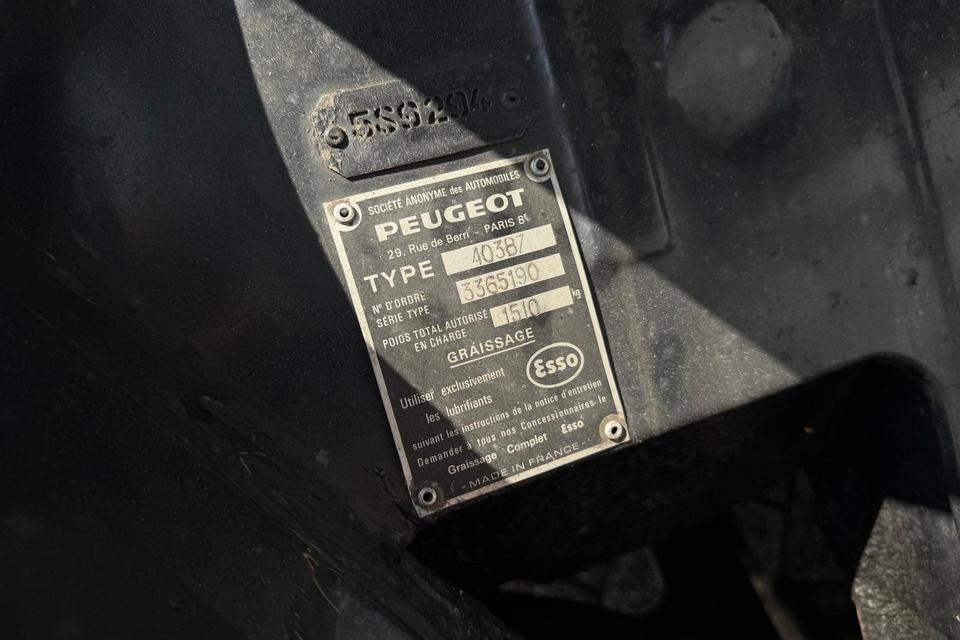 5S9294
SOCIÉTÉ ANONYME des AUTOMOBILES
PEUGEOT
29, Rue de Berri - PARIS 8ᵉ
TYPE 403B7
N° D'ORDRE
SÉRIE TYPE 3365190
POIDS TOTAL AUTORISÉ
EN CHARGE 1510 kg
GRAISSAGE
Esso
Utiliser exclusivement
les lubrifiants
suivant les instructions de la notice d'entretien
Demander à tous nos Concessionnaires le
Graissage Complet Esso
- MADE IN FRANCE -